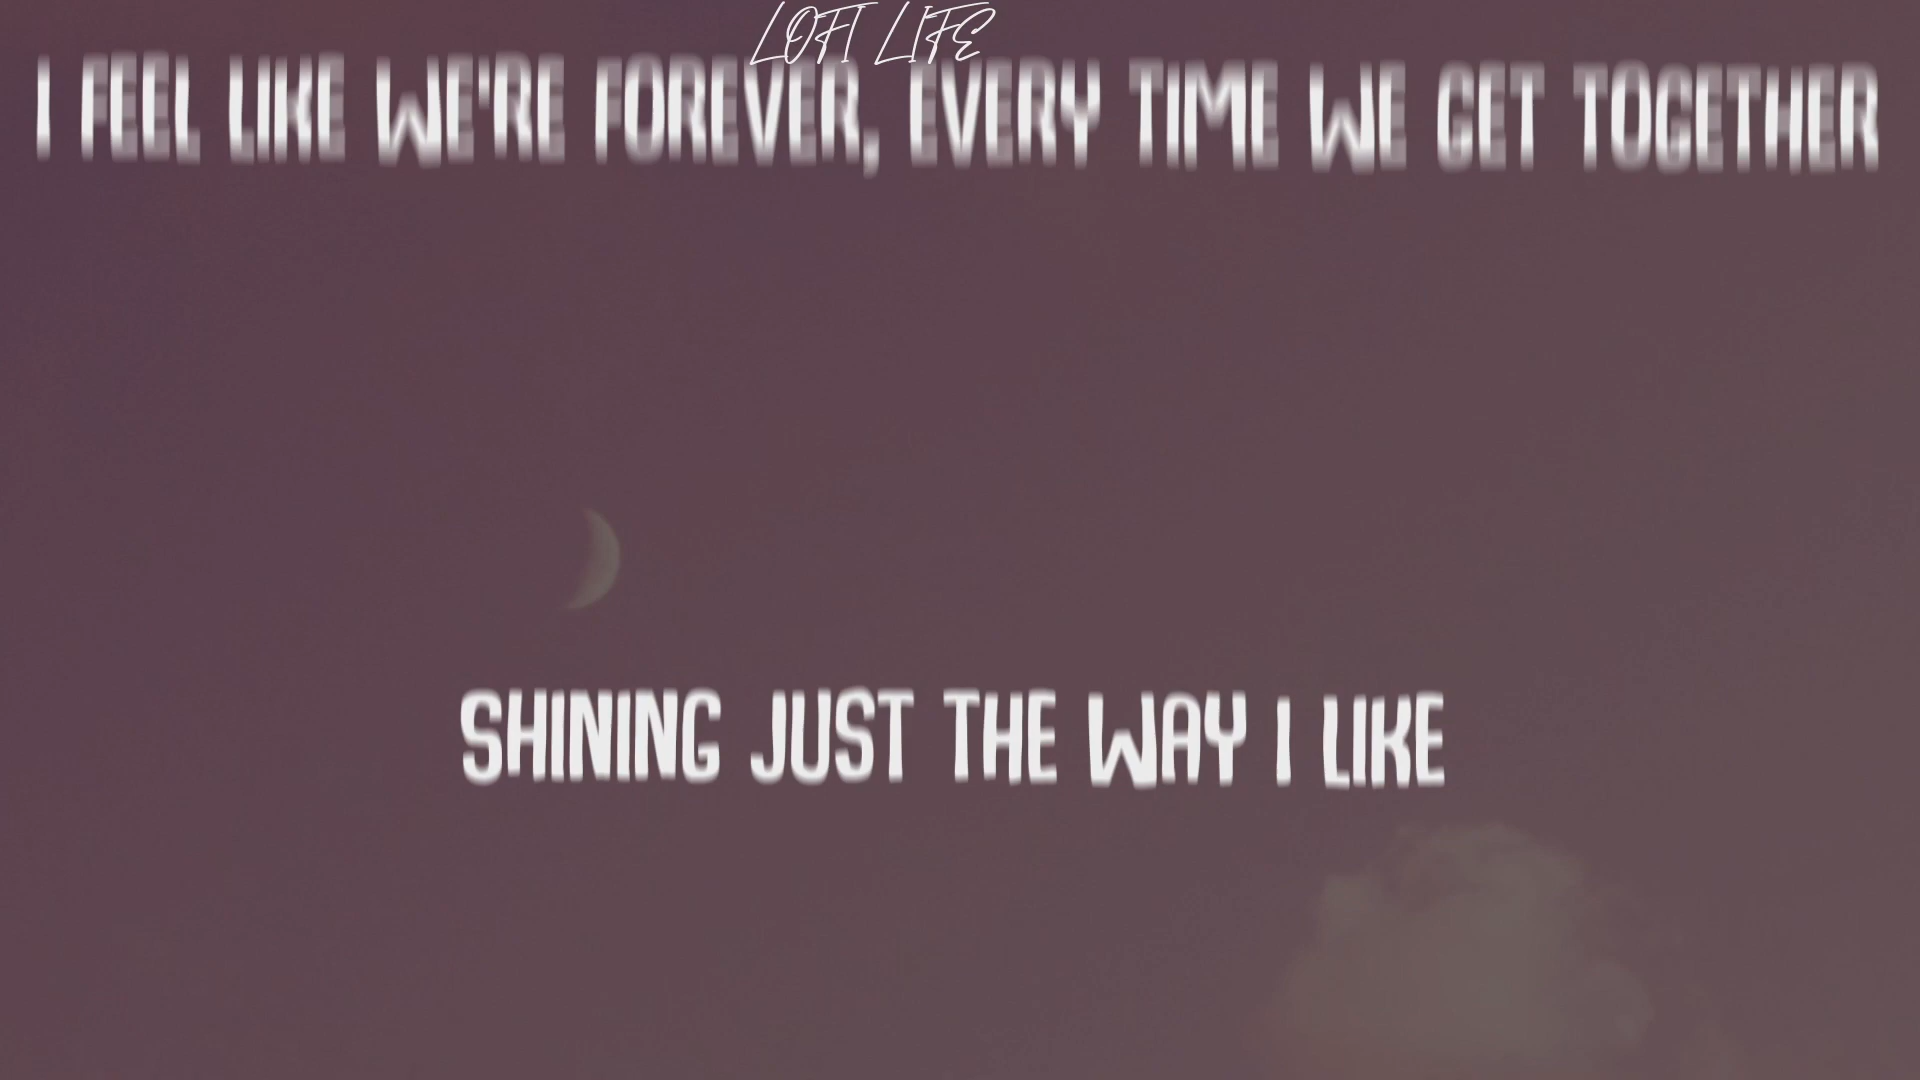 LOFI LIFE
I FEEL LIKE WE'RE FOREVER, EVERY TIME WE GET TOGETHER
SHINING JUST THE WAY I LIKE